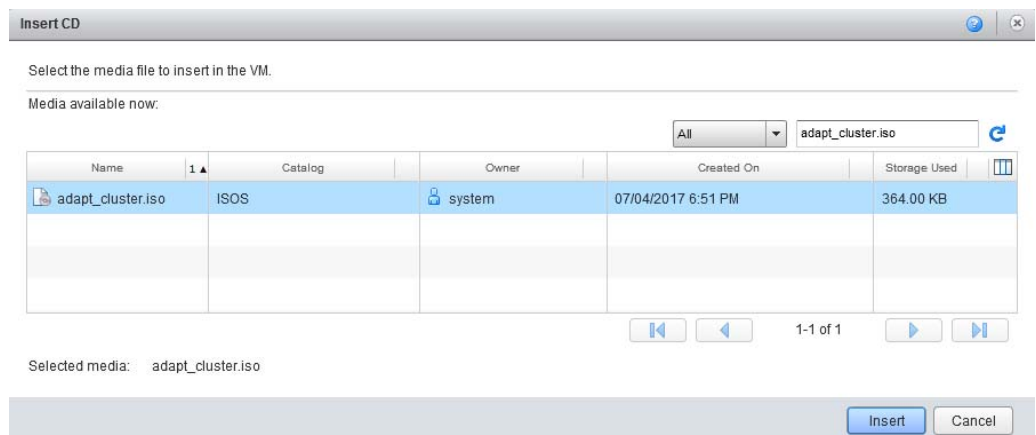 Insert CD
Select the media file to insert in the VM.
Media available now:
All adapt_cluster.iso
Name 1 Catalog Owner Created On Storage Used
adapt_cluster.iso ISOS system 07/04/2017 6:51 PM 364.00 KB
1-1 of 1
Selected media: adapt_cluster.iso
Insert Cancel